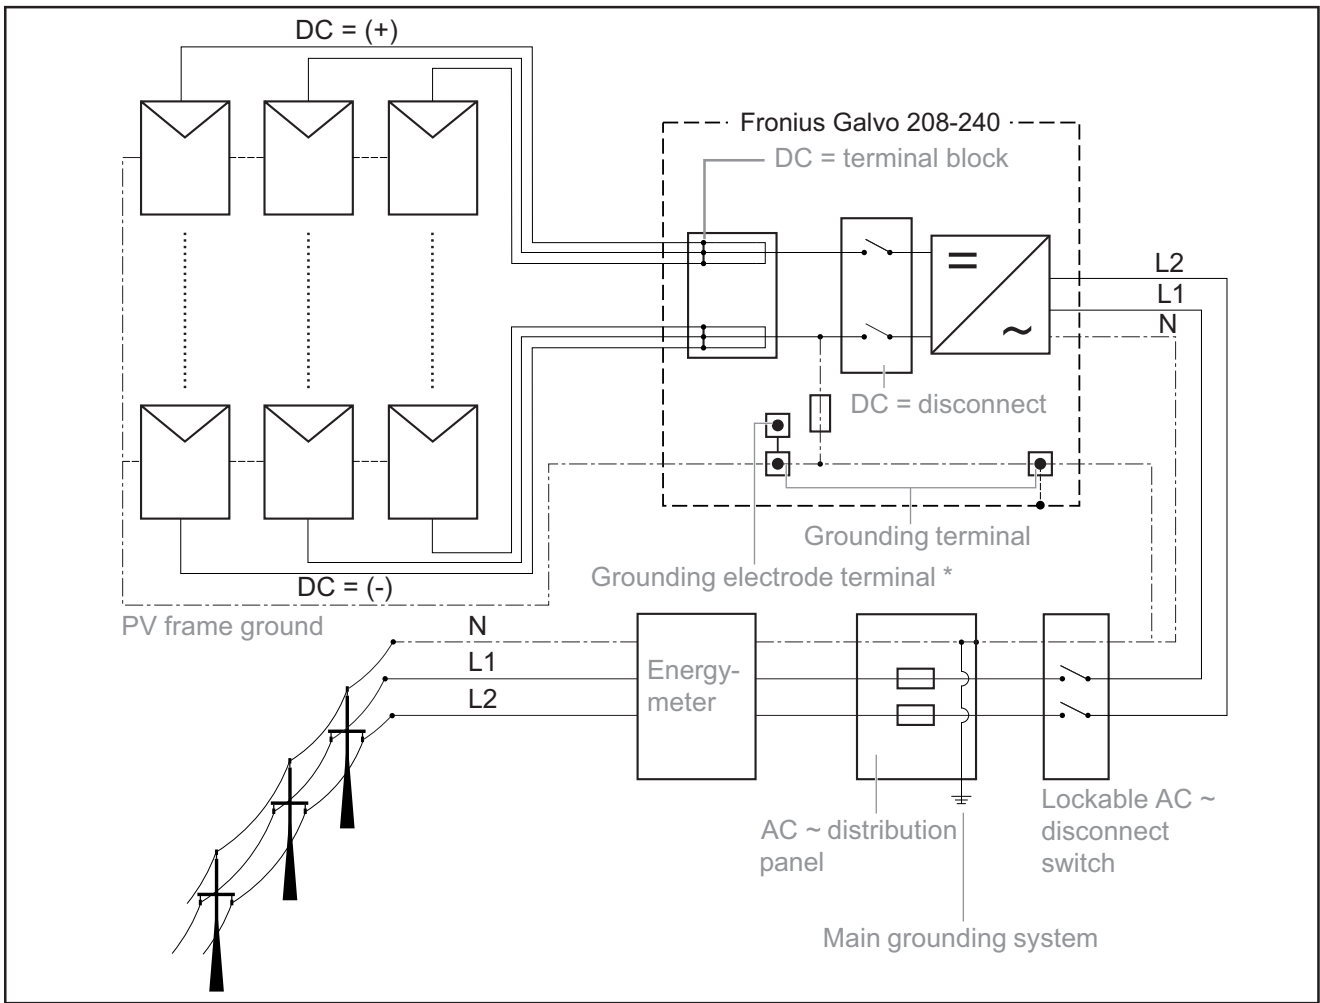 DC = (+)
Fronius Galvo 208-240
DC = terminal block
L2
L1
N
DC = disconnect
Grounding terminal
Grounding electrode terminal *
DC = (-)
PV frame ground
N
L1
L2
Energy-
meter
AC ~ distribution
panel
Lockable AC ~
disconnect
switch
Main grounding system